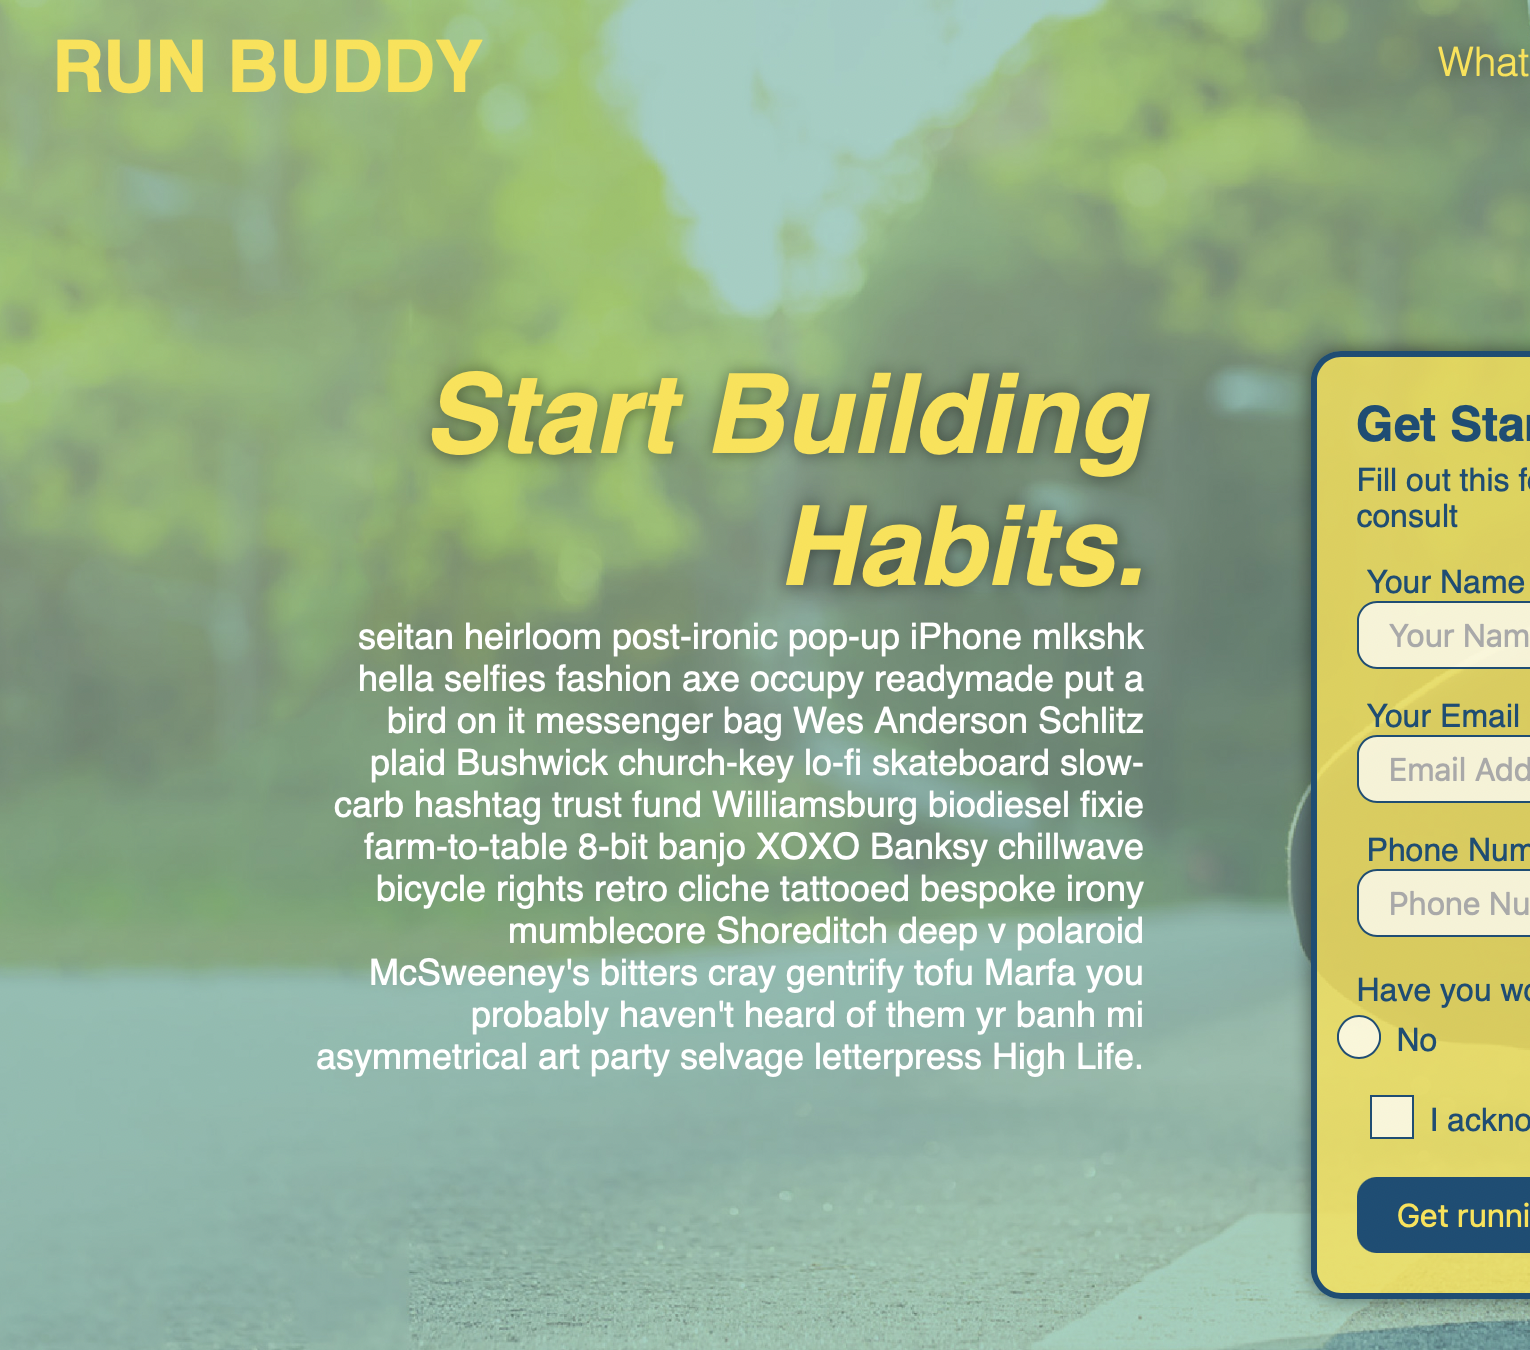 RUN BUDDY
What
Start Building
Habits.
seitan heirloom post-ironic pop-up iPhone mlkshk
hella selfies fashion axe occupy readymade put a
bird on it messenger bag Wes Anderson Schlitz
plaid Bushwick church-key lo-fi skateboard slow-
carb hashtag trust fund Williamsburg biodiesel fixie
farm-to-table 8-bit banjo XOXO Banksy chillwave
bicycle rights retro cliche tattooed bespoke irony
mumblecore Shoreditch deep v polaroid
McSweeney's bitters cray gentrify tofu Marfa you
probably haven't heard of them yr banh mi
asymmetrical art party selvage letterpress High Life.
Get Star
Fill out this fo
consult
Your Name
Your Nam
Your Email
Email Add
Phone Num
Phone Nu
Have you wo
No
I ackno
Get runni